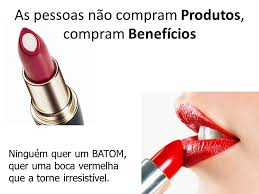 As pessoas não compram Produtos,
compram Benefícios
Ninguém quer um BATOM,
quer uma boca vermelha
que a torne irresistível.